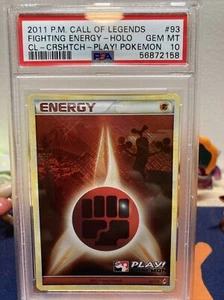 2011 P.M. CALL OF LEGENDS #93
FIGHTING ENERGY - HOLO GEM MT
CL - CRSHTCH - PLAY! POKEMON 10
PSA 56872158
ENERGY
PLAY!